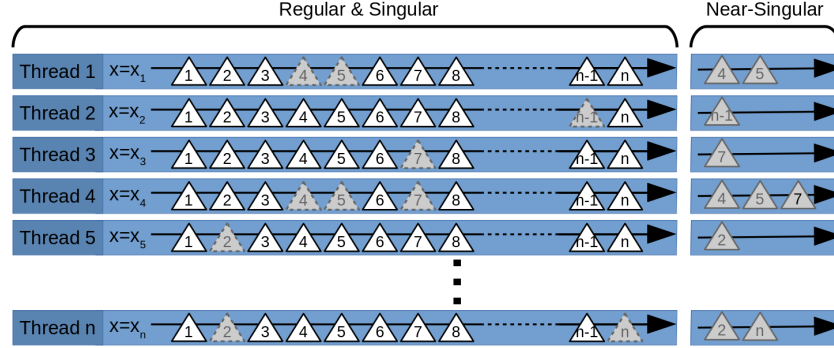 Regular & Singular Near-Singular
Thread 1 x=x1 1 2 3 4 5 6 7 8 n-1 n 4 5
Thread 2 x=x2 1 2 3 4 5 6 7 8 n-1 n n-1
Thread 3 x=x3 1 2 3 4 5 6 7 8 n-1 n 7
Thread 4 x=x4 1 2 3 4 5 6 7 8 n-1 n 4 5 7
Thread 5 x=x5 1 2 3 4 5 6 7 8 n-1 n 2
Thread n x=xn 1 2 3 4 5 6 7 8 n-1 n 2 n